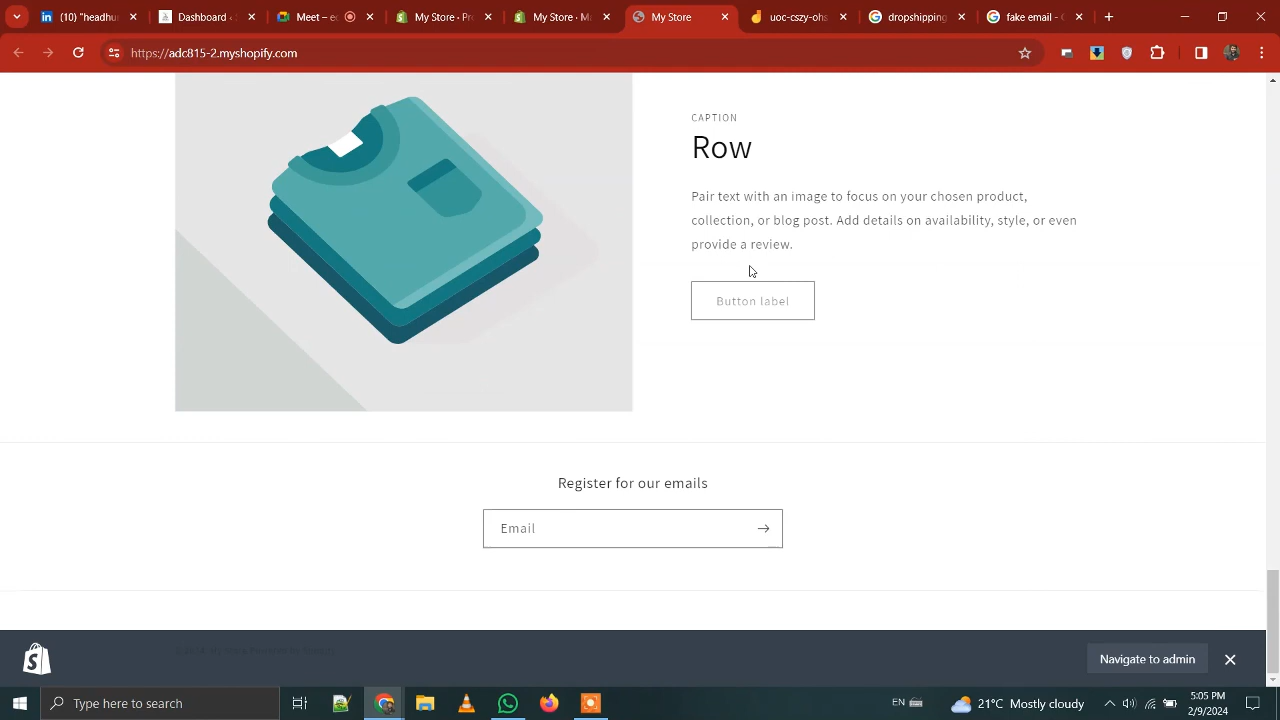 ("headhu
Dashboard
Meet – ec
My Store · Pr
My Store · M
My Store
uoc-cszy-ohs
dropshipping
fake email - G
https://adc815-2.myshopify.com
CAPTION
Row
Pair text with an image to focus on your chosen product,
collection, or blog post. Add details on availability, style, or even
provide a review.
Button label
Register for our emails
Email
Navigate to admin
Type here to search
EN
21°C Mostly cloudy
5:05 PM
2/9/2024